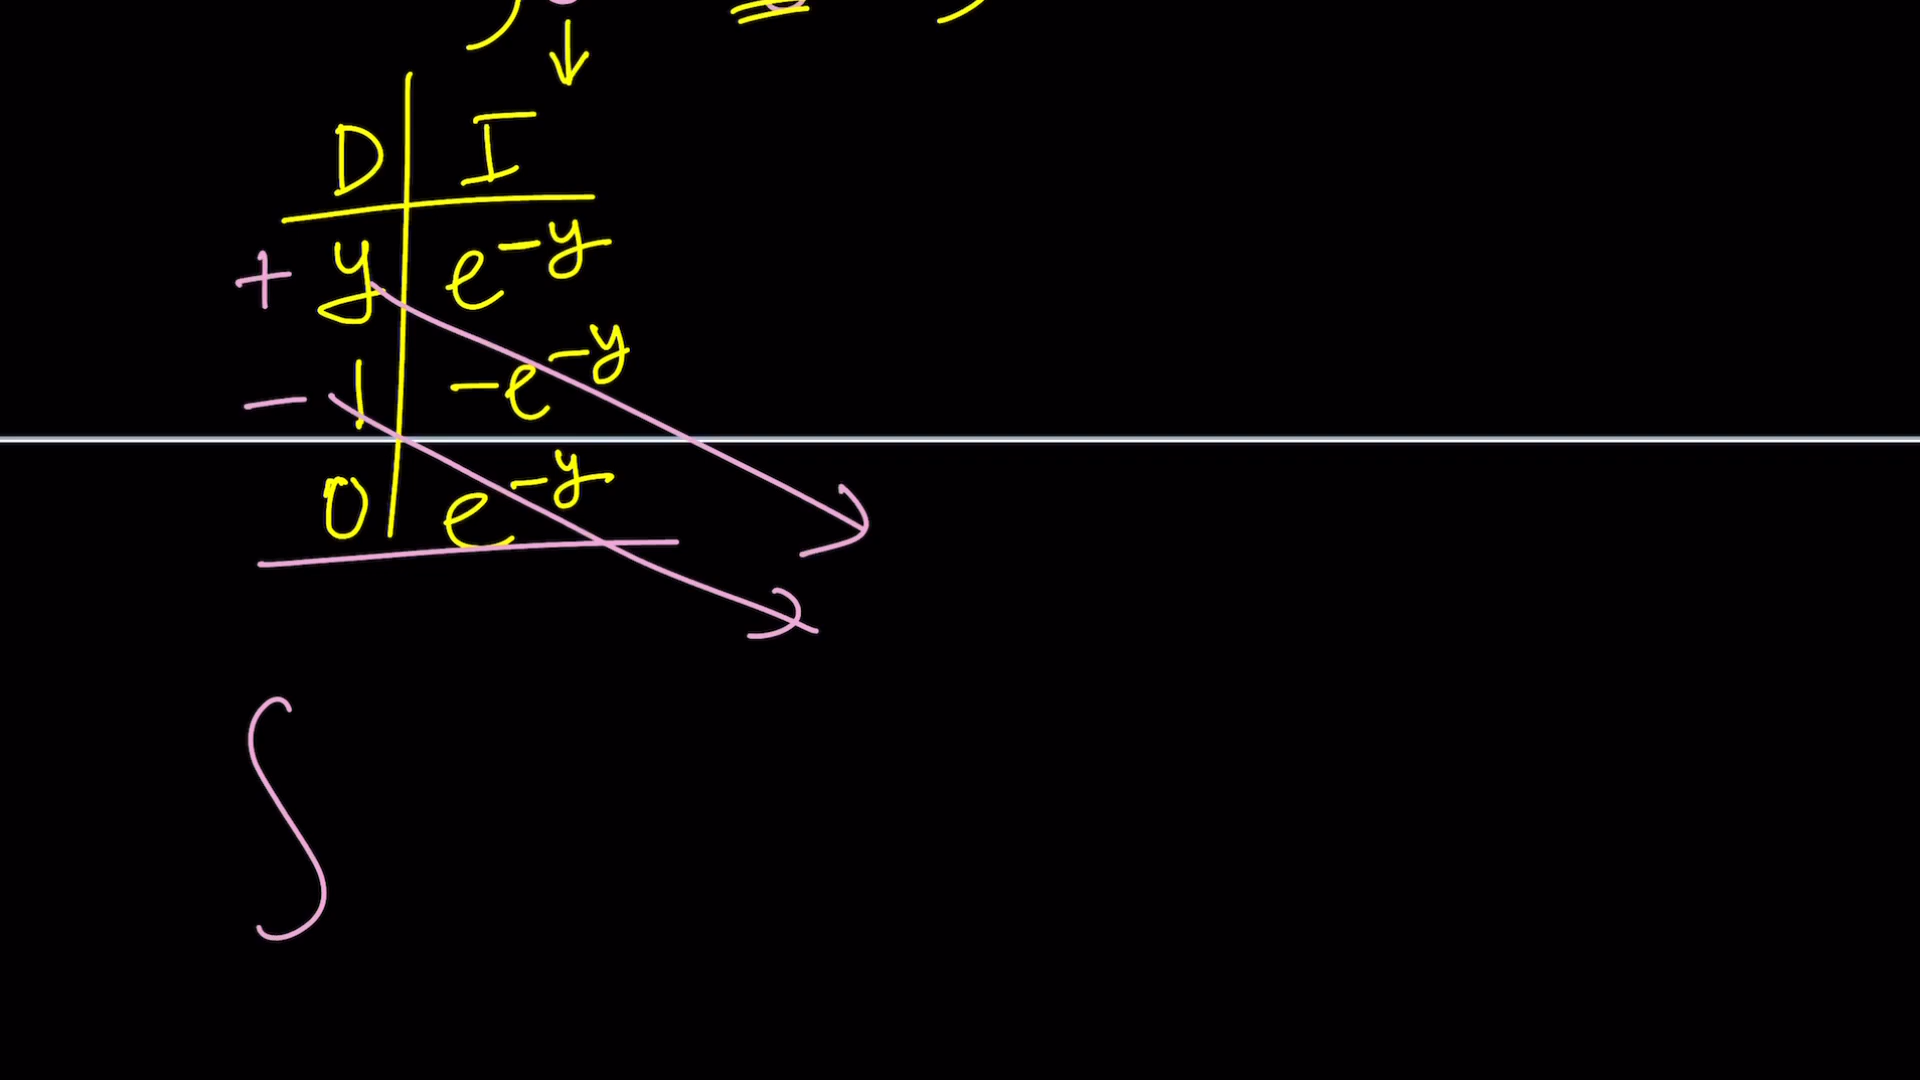 D I
+ y e^{-y}
- 1 -e^{-y}
0 e^{-y}
∫